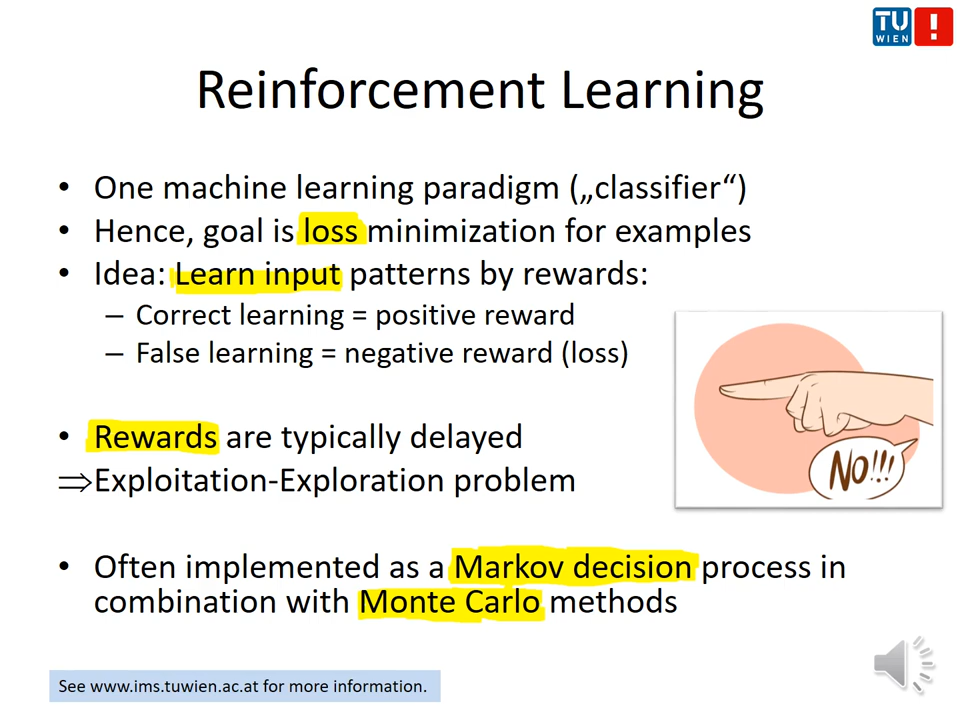 TU
WIEN
!
Reinforcement Learning
• One machine learning paradigm („classifier“)
• Hence, goal is loss minimization for examples
• Idea: Learn input patterns by rewards:
– Correct learning = positive reward
– False learning = negative reward (loss)
NO!!!
• Rewards are typically delayed
⇒Exploitation-Exploration problem
• Often implemented as a Markov decision process in
combination with Monte Carlo methods
See www.ims.tuwien.ac.at for more information.